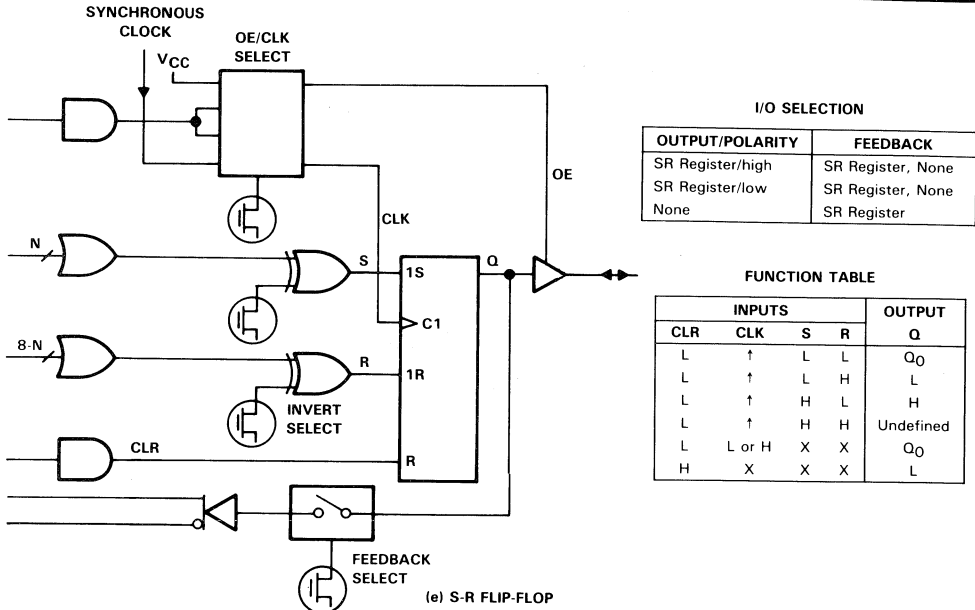 SYNCHRONOUS
CLOCK
OE/CLK
SELECT
VCC
OE
CLK
N
S
1S
Q
C1
8-N
R
1R
INVERT
SELECT
CLR
R
FEEDBACK
SELECT
(e) S-R FLIP-FLOP
I/O SELECTION
OUTPUT/POLARITY FEEDBACK
SR Register/high SR Register, None
SR Register/low SR Register, None
None SR Register
FUNCTION TABLE
INPUTS OUTPUT
CLR CLK S R Q
L ↑ L L Q0
L ↑ L H L
L ↑ H L H
L ↑ H H Undefined
L L or H X X Q0
H X X X L